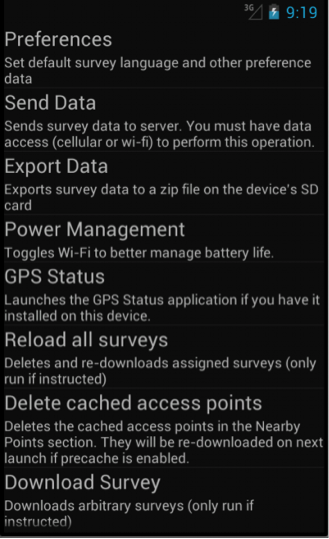 3G 9:19
Preferences
Set default survey language and other preference
data
Send Data
Sends survey data to server. You must have data
access (cellular or wi-fi) to perform this operation.
Export Data
Exports survey data to a zip file on the device's SD
card
Power Management
Toggles Wi-Fi to better manage battery life.
GPS Status
Launches the GPS Status application if you have it
installed on this device.
Reload all surveys
Deletes and re-downloads assigned surveys (only
run if instructed)
Delete cached access points
Deletes the cached access points in the Nearby
Points section. They will be re-downloaded on next
launch if precache is enabled.
Download Survey
Downloads arbitrary surveys (only run if
instructed)